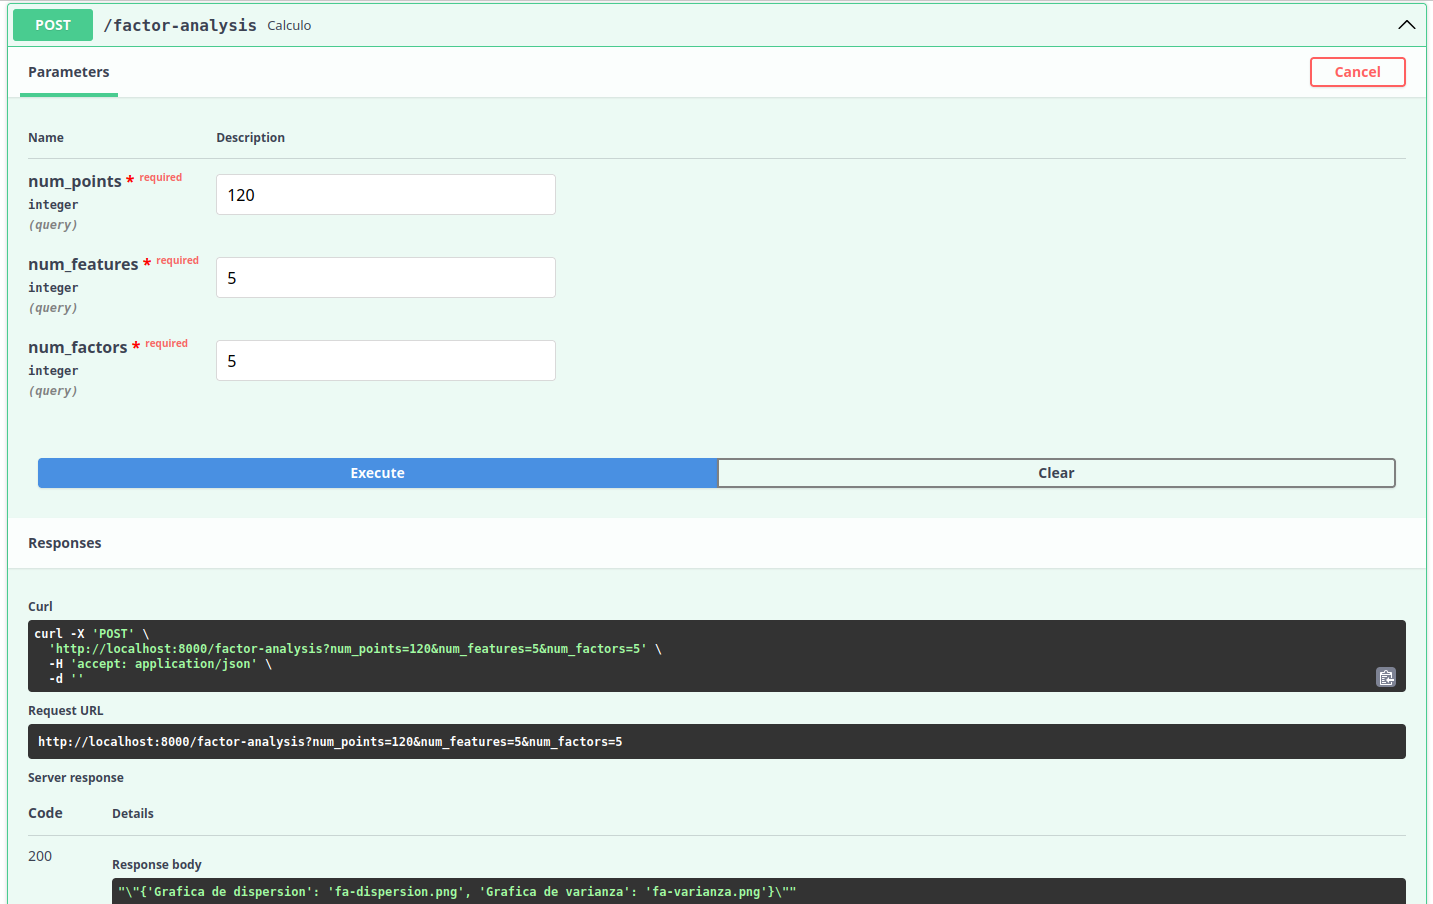 POST /factor-analysis Calculo
Parameters
Cancel
Name Description
num_points * required
integer
(query)
120
num_features * required
integer
(query)
5
num_factors * required
integer
(query)
5
Execute Clear
Responses
Curl
curl -X 'POST' \
'http://localhost:8000/factor-analysis?num_points=120&num_features=5&num_factors=5' \
-H 'accept: application/json' \
-d ''
Request URL
http://localhost:8000/factor-analysis?num_points=120&num_features=5&num_factors=5
Server response
Code Details
200
Response body
"\"{'Grafica de dispersion': 'fa-dispersion.png', 'Grafica de varianza': 'fa-varianza.png'}\""